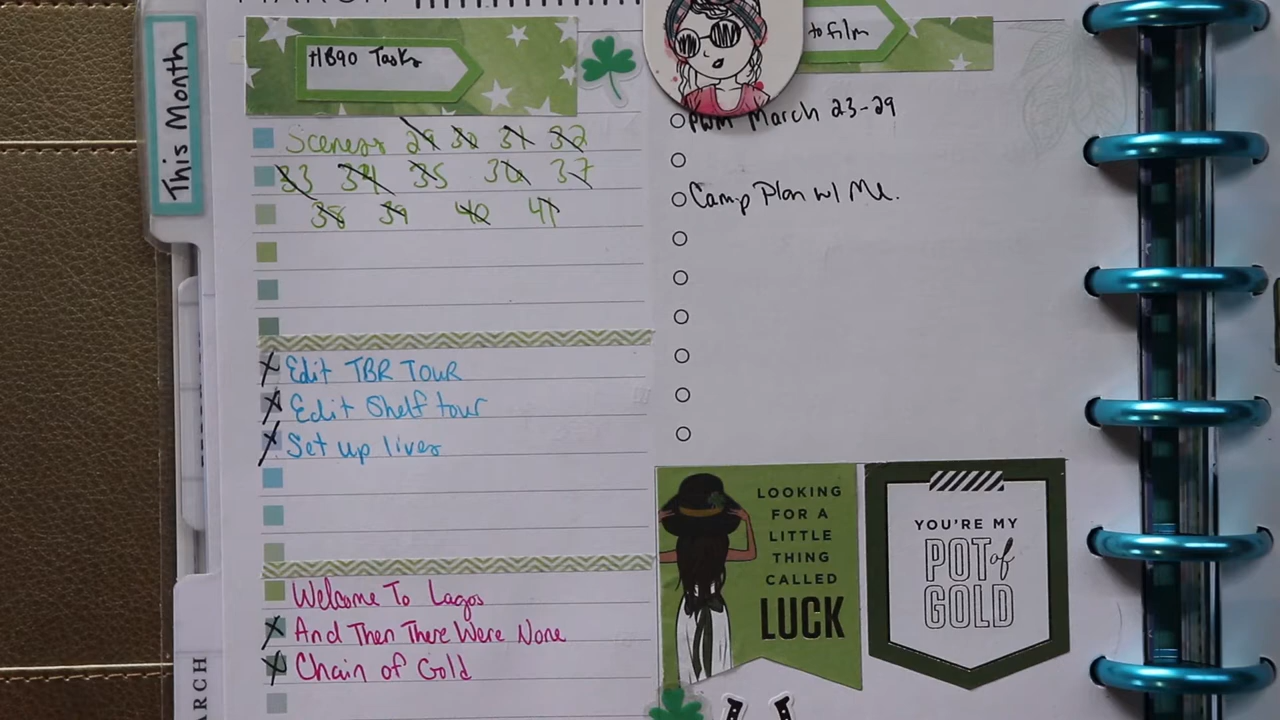 MARCH
This Month
HB90 Tasks
Scenes 29 30 31 32
33 34 35 36 37
38 39 40 41
Edit TBR TOUR
Edit Shelf tour
Set up lives
Welcome To Lagos
And Then There Were None
Chain of Gold
to film
PWM March 23-29
Camp Plan w/ Me.
LOOKING
FOR A
LITTLE
THING
CALLED
LUCK
YOU'RE MY
POT of
GOLD
ARCH